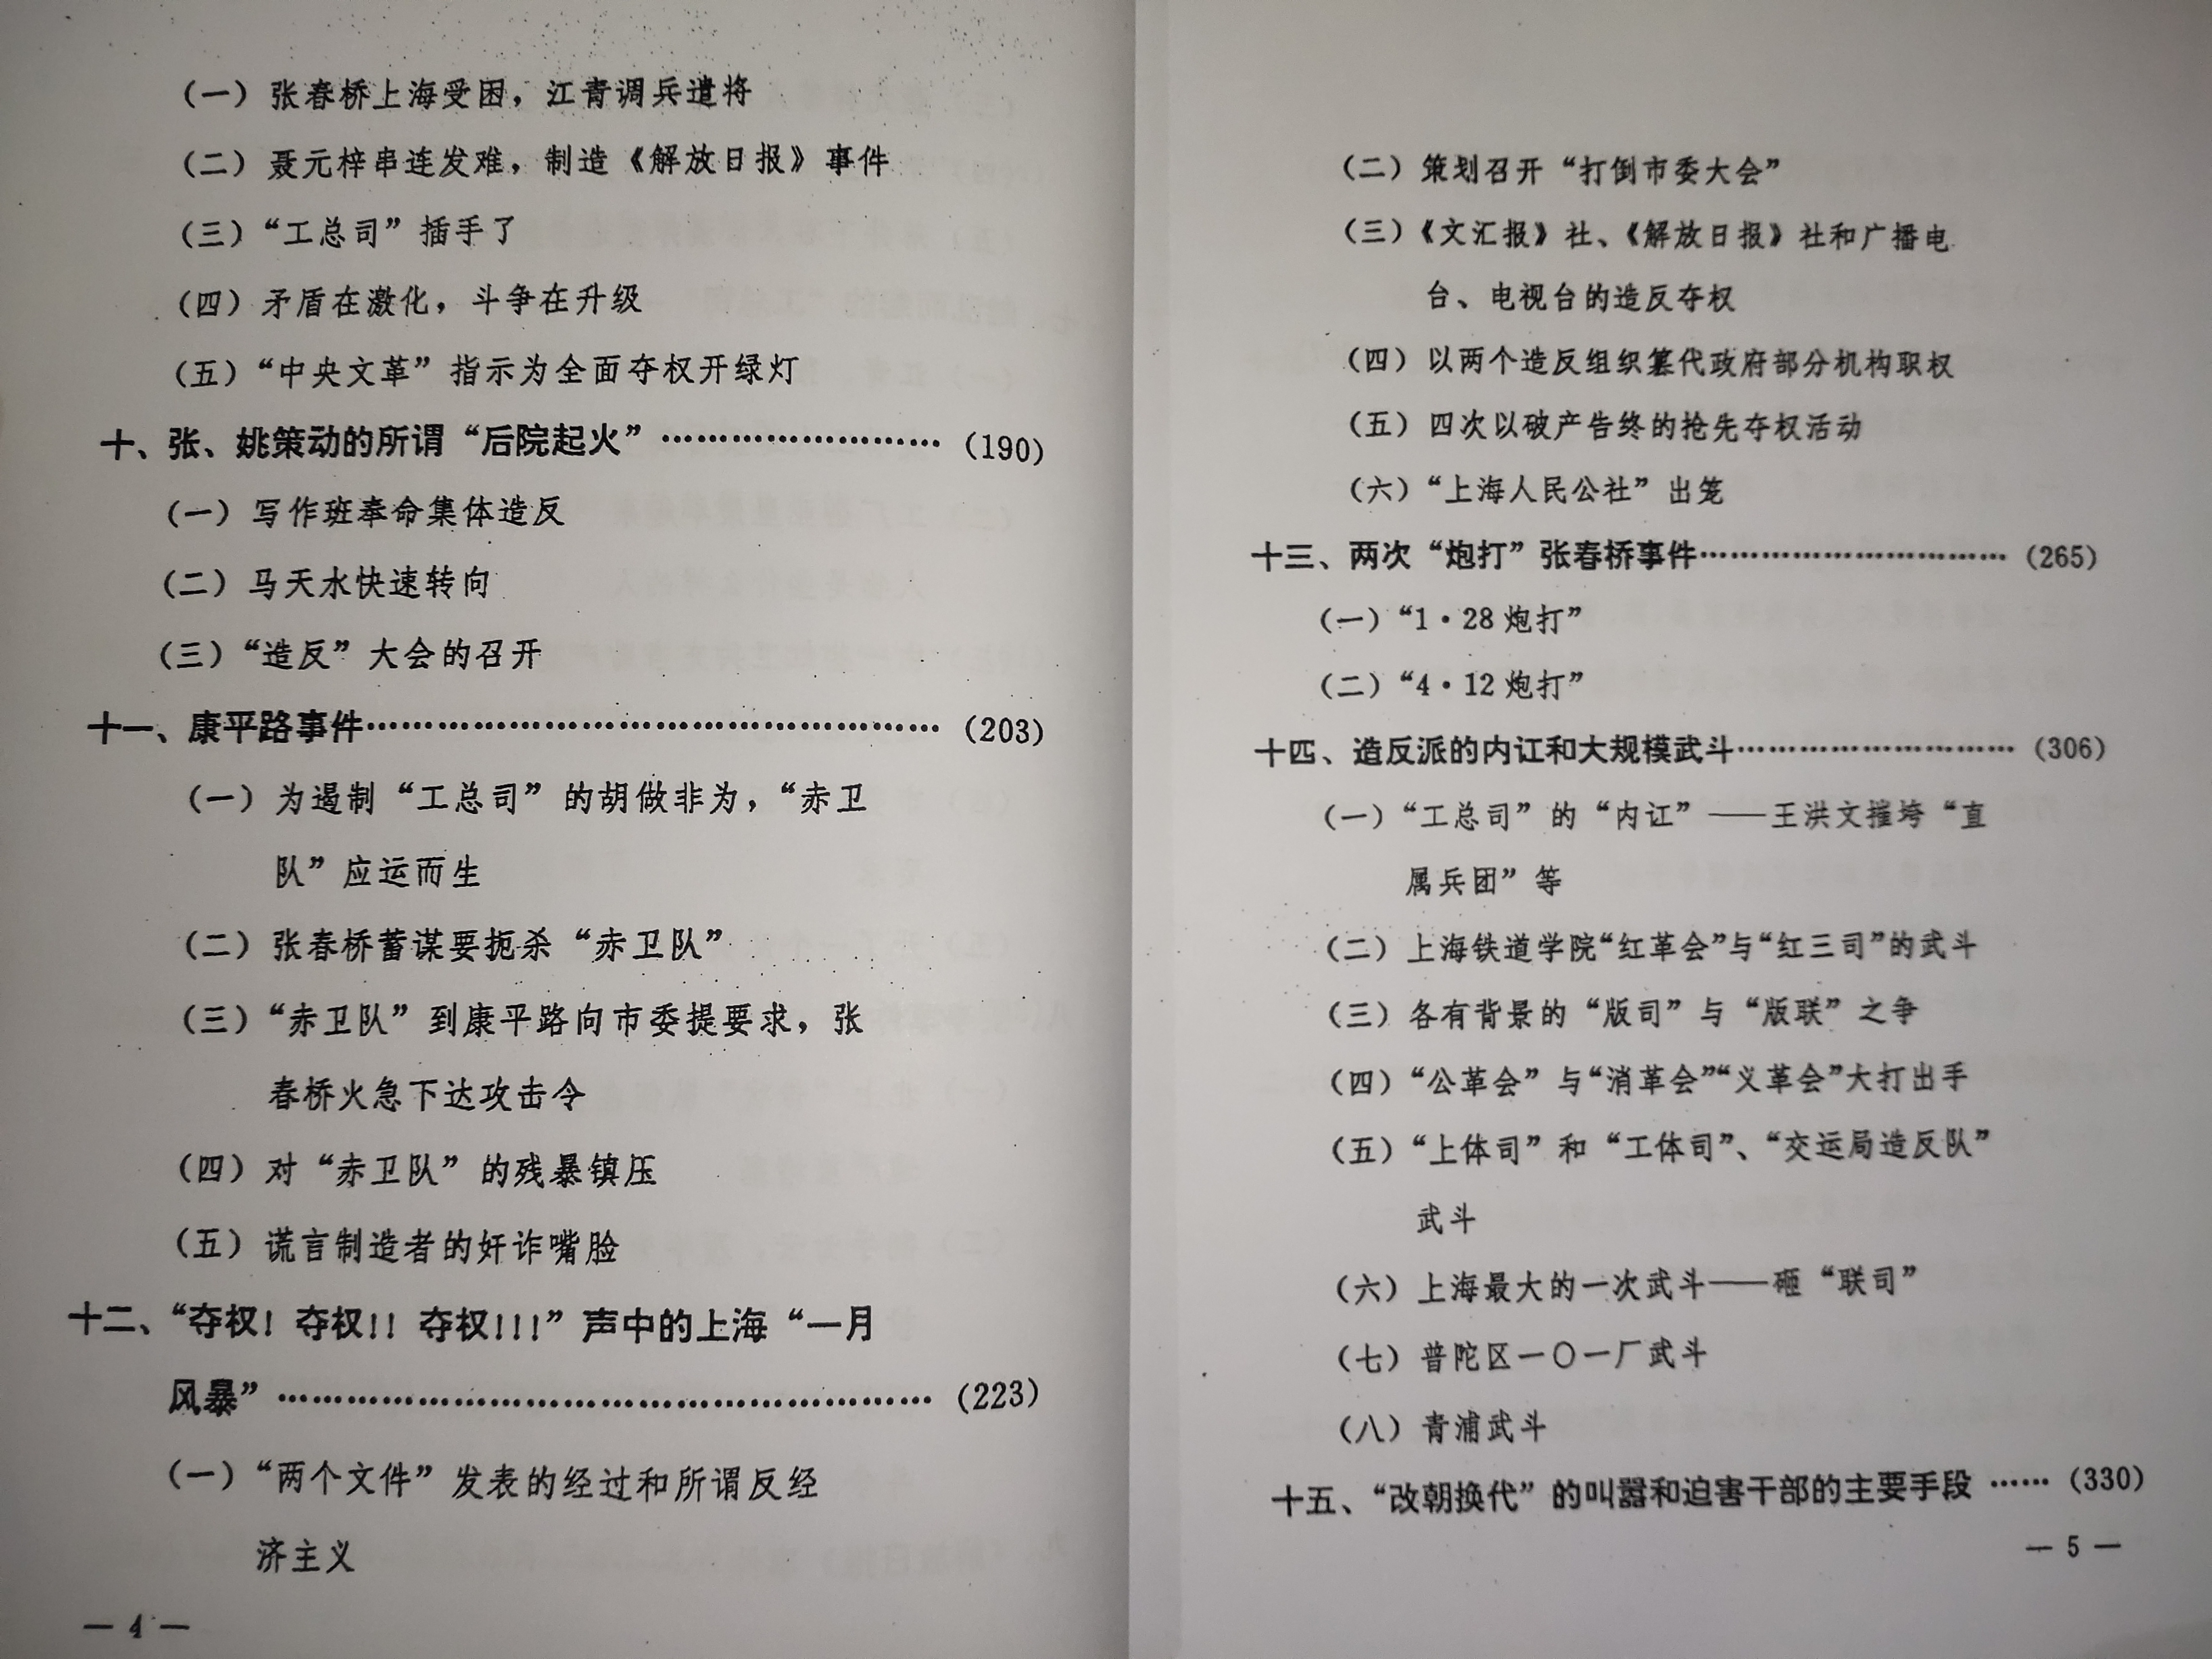 （一）张春桥上海受困，江青调兵遣将
（二）聂元梓串连发难，制造《解放日报》事件
（三）“工总司”插手了
（四）矛盾在激化，斗争在升级
（五）“中央文革”指示为全面夺权开绿灯
十、张、姚策动的所谓“后院起火”……………………（190）
（一）写作班奉命集体造反
（二）马天水快速转向
（三）“造反”大会的召开
十一、康平路事件………………………………………………（203）
（一）为遏制“工总司”的胡做非为，“赤卫
队”应运而生
（二）张春桥蓄谋要扼杀“赤卫队”
（三）“赤卫队”到康平路向市委提要求，张
春桥火急下达攻击令
（四）对“赤卫队”的残暴镇压
（五）谎言制造者的奸诈嘴脸
十二、“夺权！夺权！！夺权！！！”声中的上海“一月
风暴”……………………………………………………（223）
（一）“两个文件”发表的经过和所谓反经
济主义
— 4 —
（二）策划召开“打倒市委大会”
（三）《文汇报》社、《解放日报》社和广播电
台、电视台的造反夺权
（四）以两个造反组织篡代政府部分机构职权
（五）四次以破产告终的抢先夺权活动
（六）“上海人民公社”出笼
十三、两次“炮打”张春桥事件…………………………（265）
（一）“1·28炮打”
（二）“4·12炮打”
十四、造反派的内讧和大规模武斗………………………（306）
（一）“工总司”的“内讧”——王洪文摧垮“直
属兵团”等
（二）上海铁道学院“红革会”与“红三司”的武斗
（三）各有背景的“版司”与“版联”之争
（四）“公革会”与“消革会”“义革会”大打出手
（五）“上体司”和“工体司”、“交运局造反队”
武斗
（六）上海最大的一次武斗——砸“联司”
（七）普陀区一〇一厂武斗
（八）青浦武斗
十五、“改朝换代”的叫嚣和迫害干部的主要手段……（330）
— 5 —